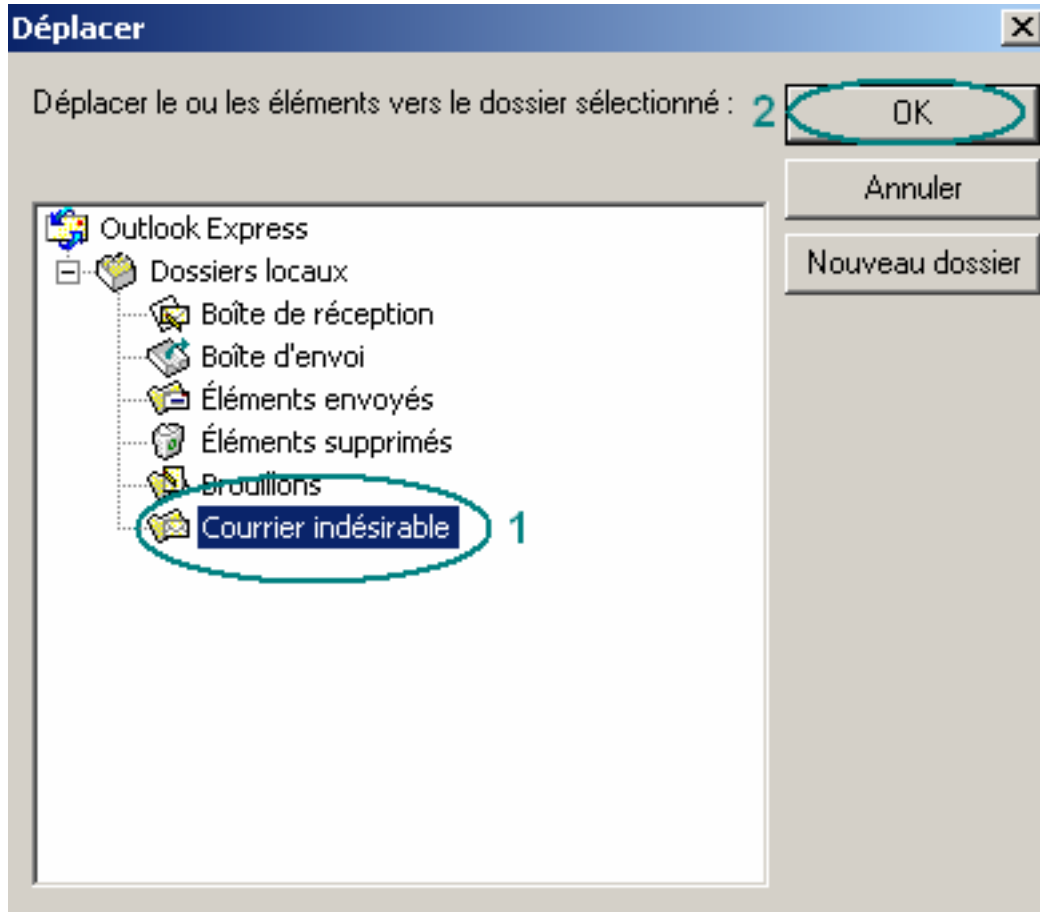 Déplacer
Déplacer le ou les éléments vers le dossier sélectionné : 2 OK
Annuler
Nouveau dossier
Outlook Express
Dossiers locaux
Boîte de réception
Boîte d'envoi
Éléments envoyés
Éléments supprimés
Brouillons
Courrier indésirable 1